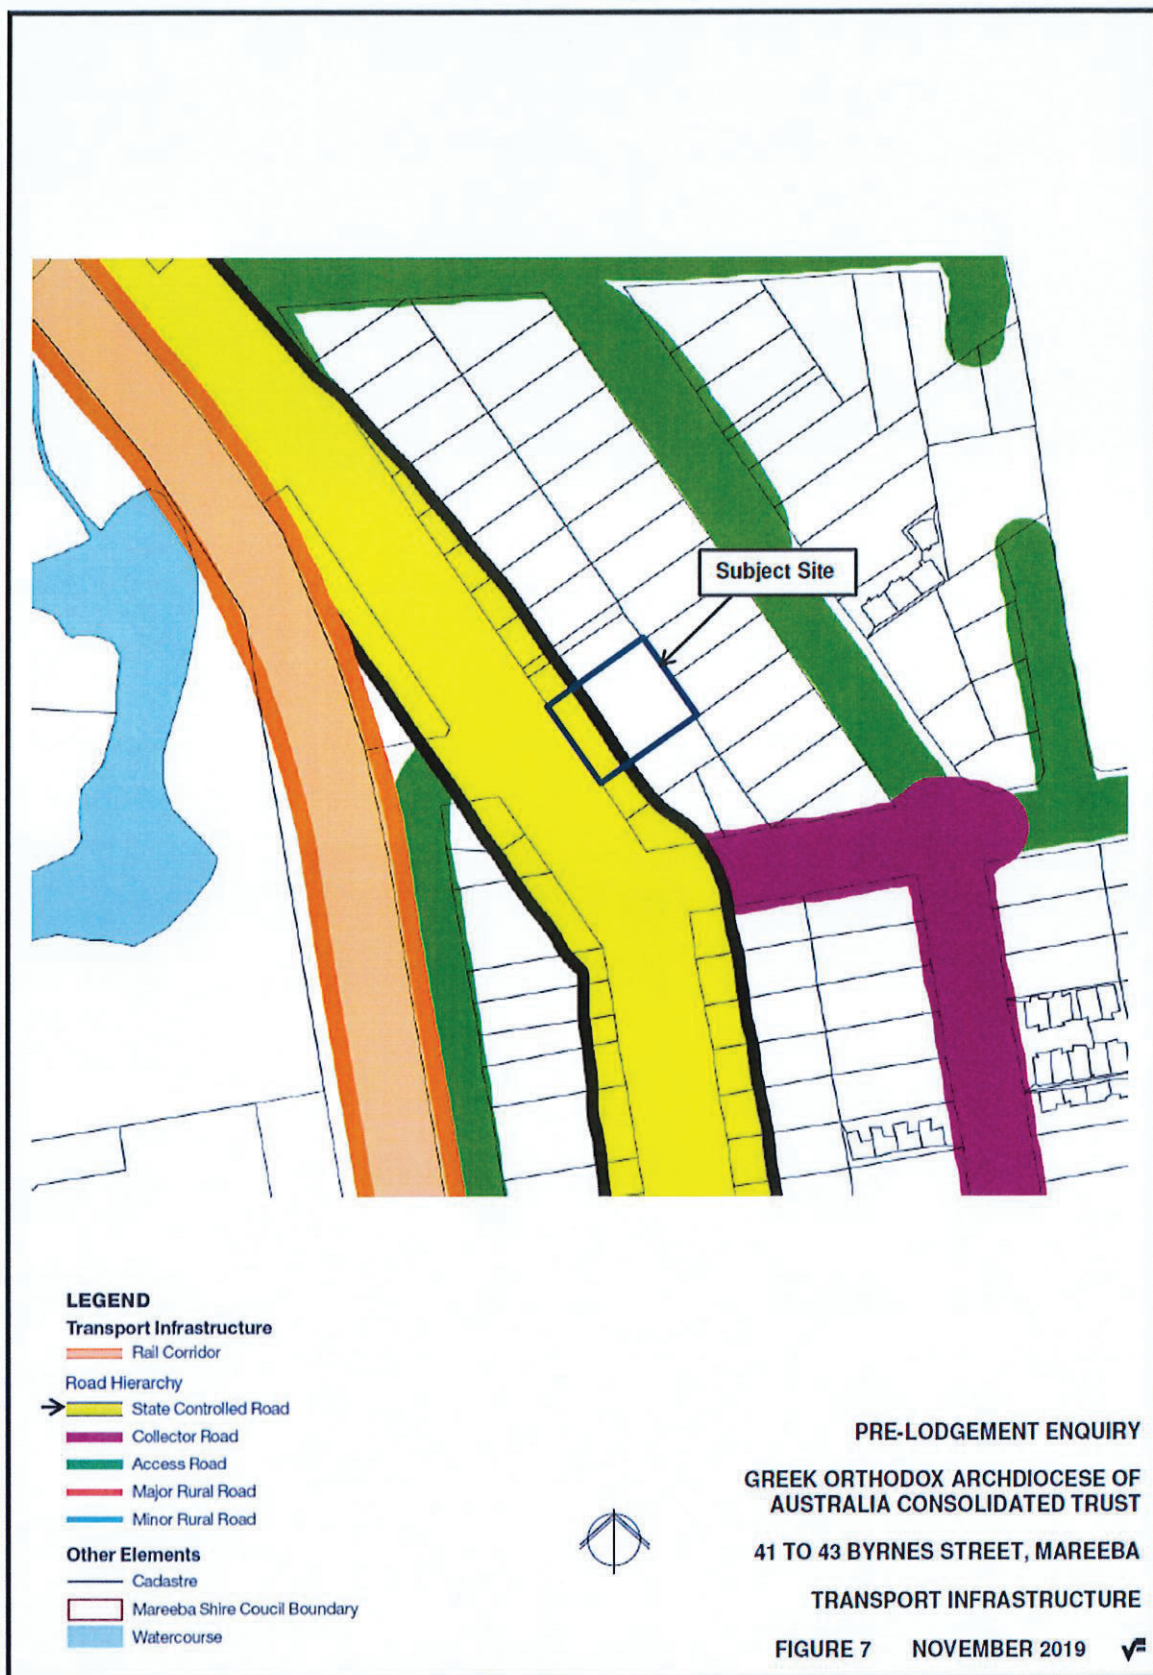 Subject Site
LEGEND
Transport Infrastructure
Rail Corridor
Road Hierarchy
State Controlled Road
Collector Road
Access Road
Major Rural Road
Minor Rural Road
Other Elements
Cadastre
Mareeba Shire Coucil Boundary
Watercourse
PRE-LODGEMENT ENQUIRY
GREEK ORTHODOX ARCHDIOCESE OF
AUSTRALIA CONSOLIDATED TRUST
41 TO 43 BYRNES STREET, MAREEBA
TRANSPORT INFRASTRUCTURE
FIGURE 7 NOVEMBER 2019